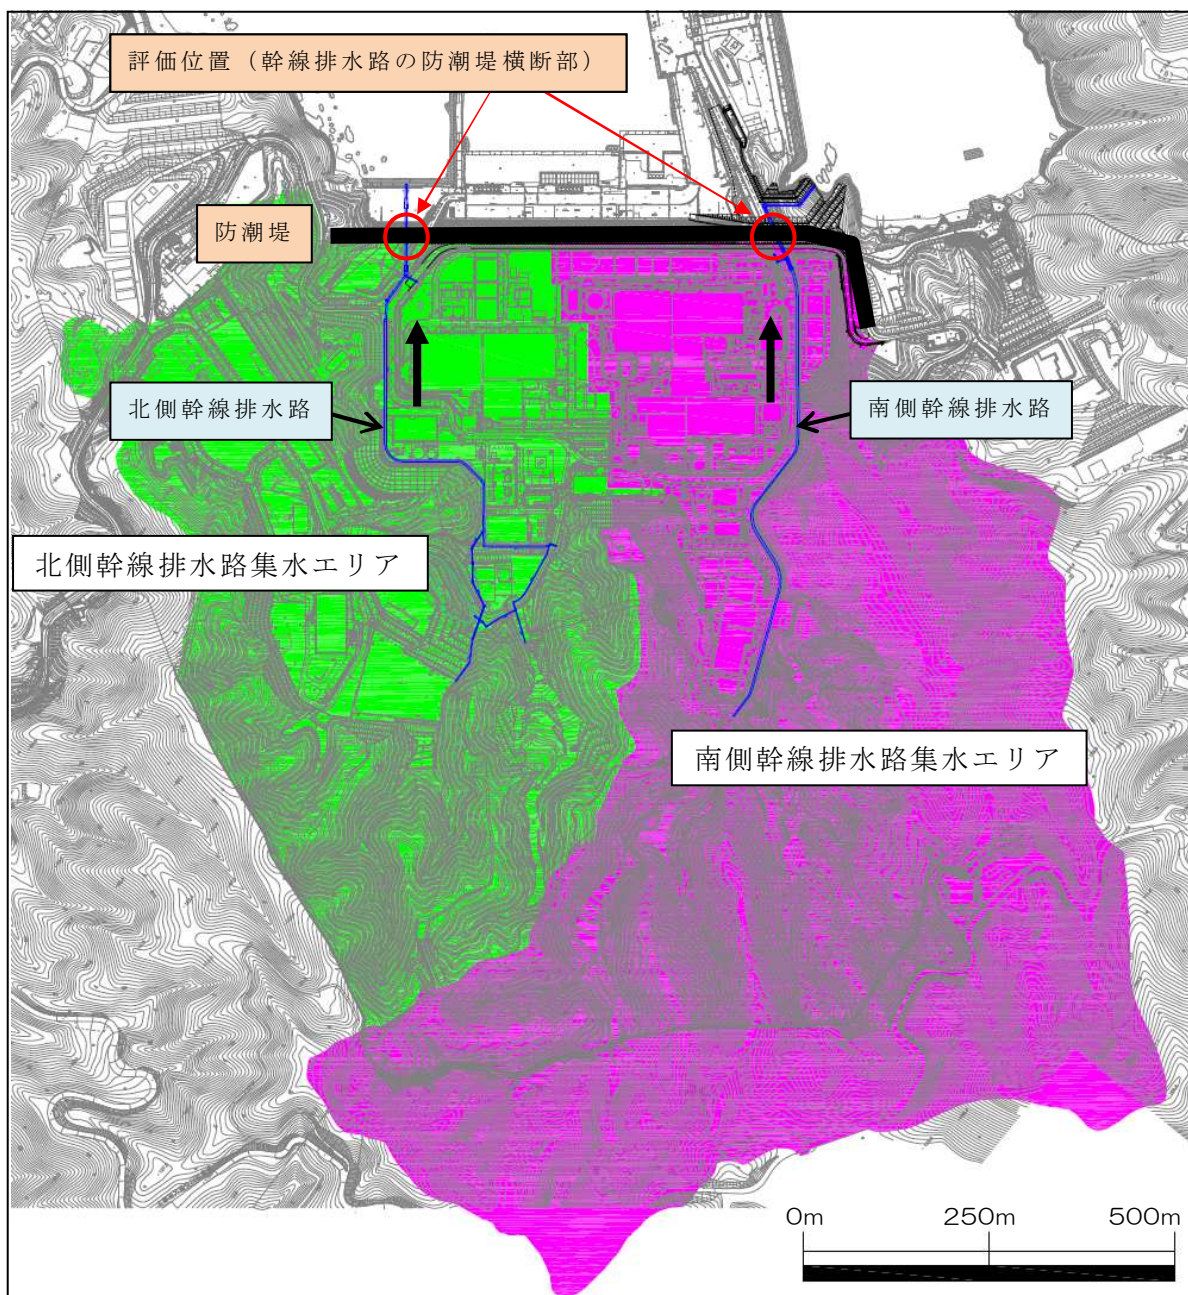 評価位置（幹線排水路の防潮堤横断部）
防潮堤
北側幹線排水路
南側幹線排水路
北側幹線排水路集水エリア
南側幹線排水路集水エリア
0m 250m 500m